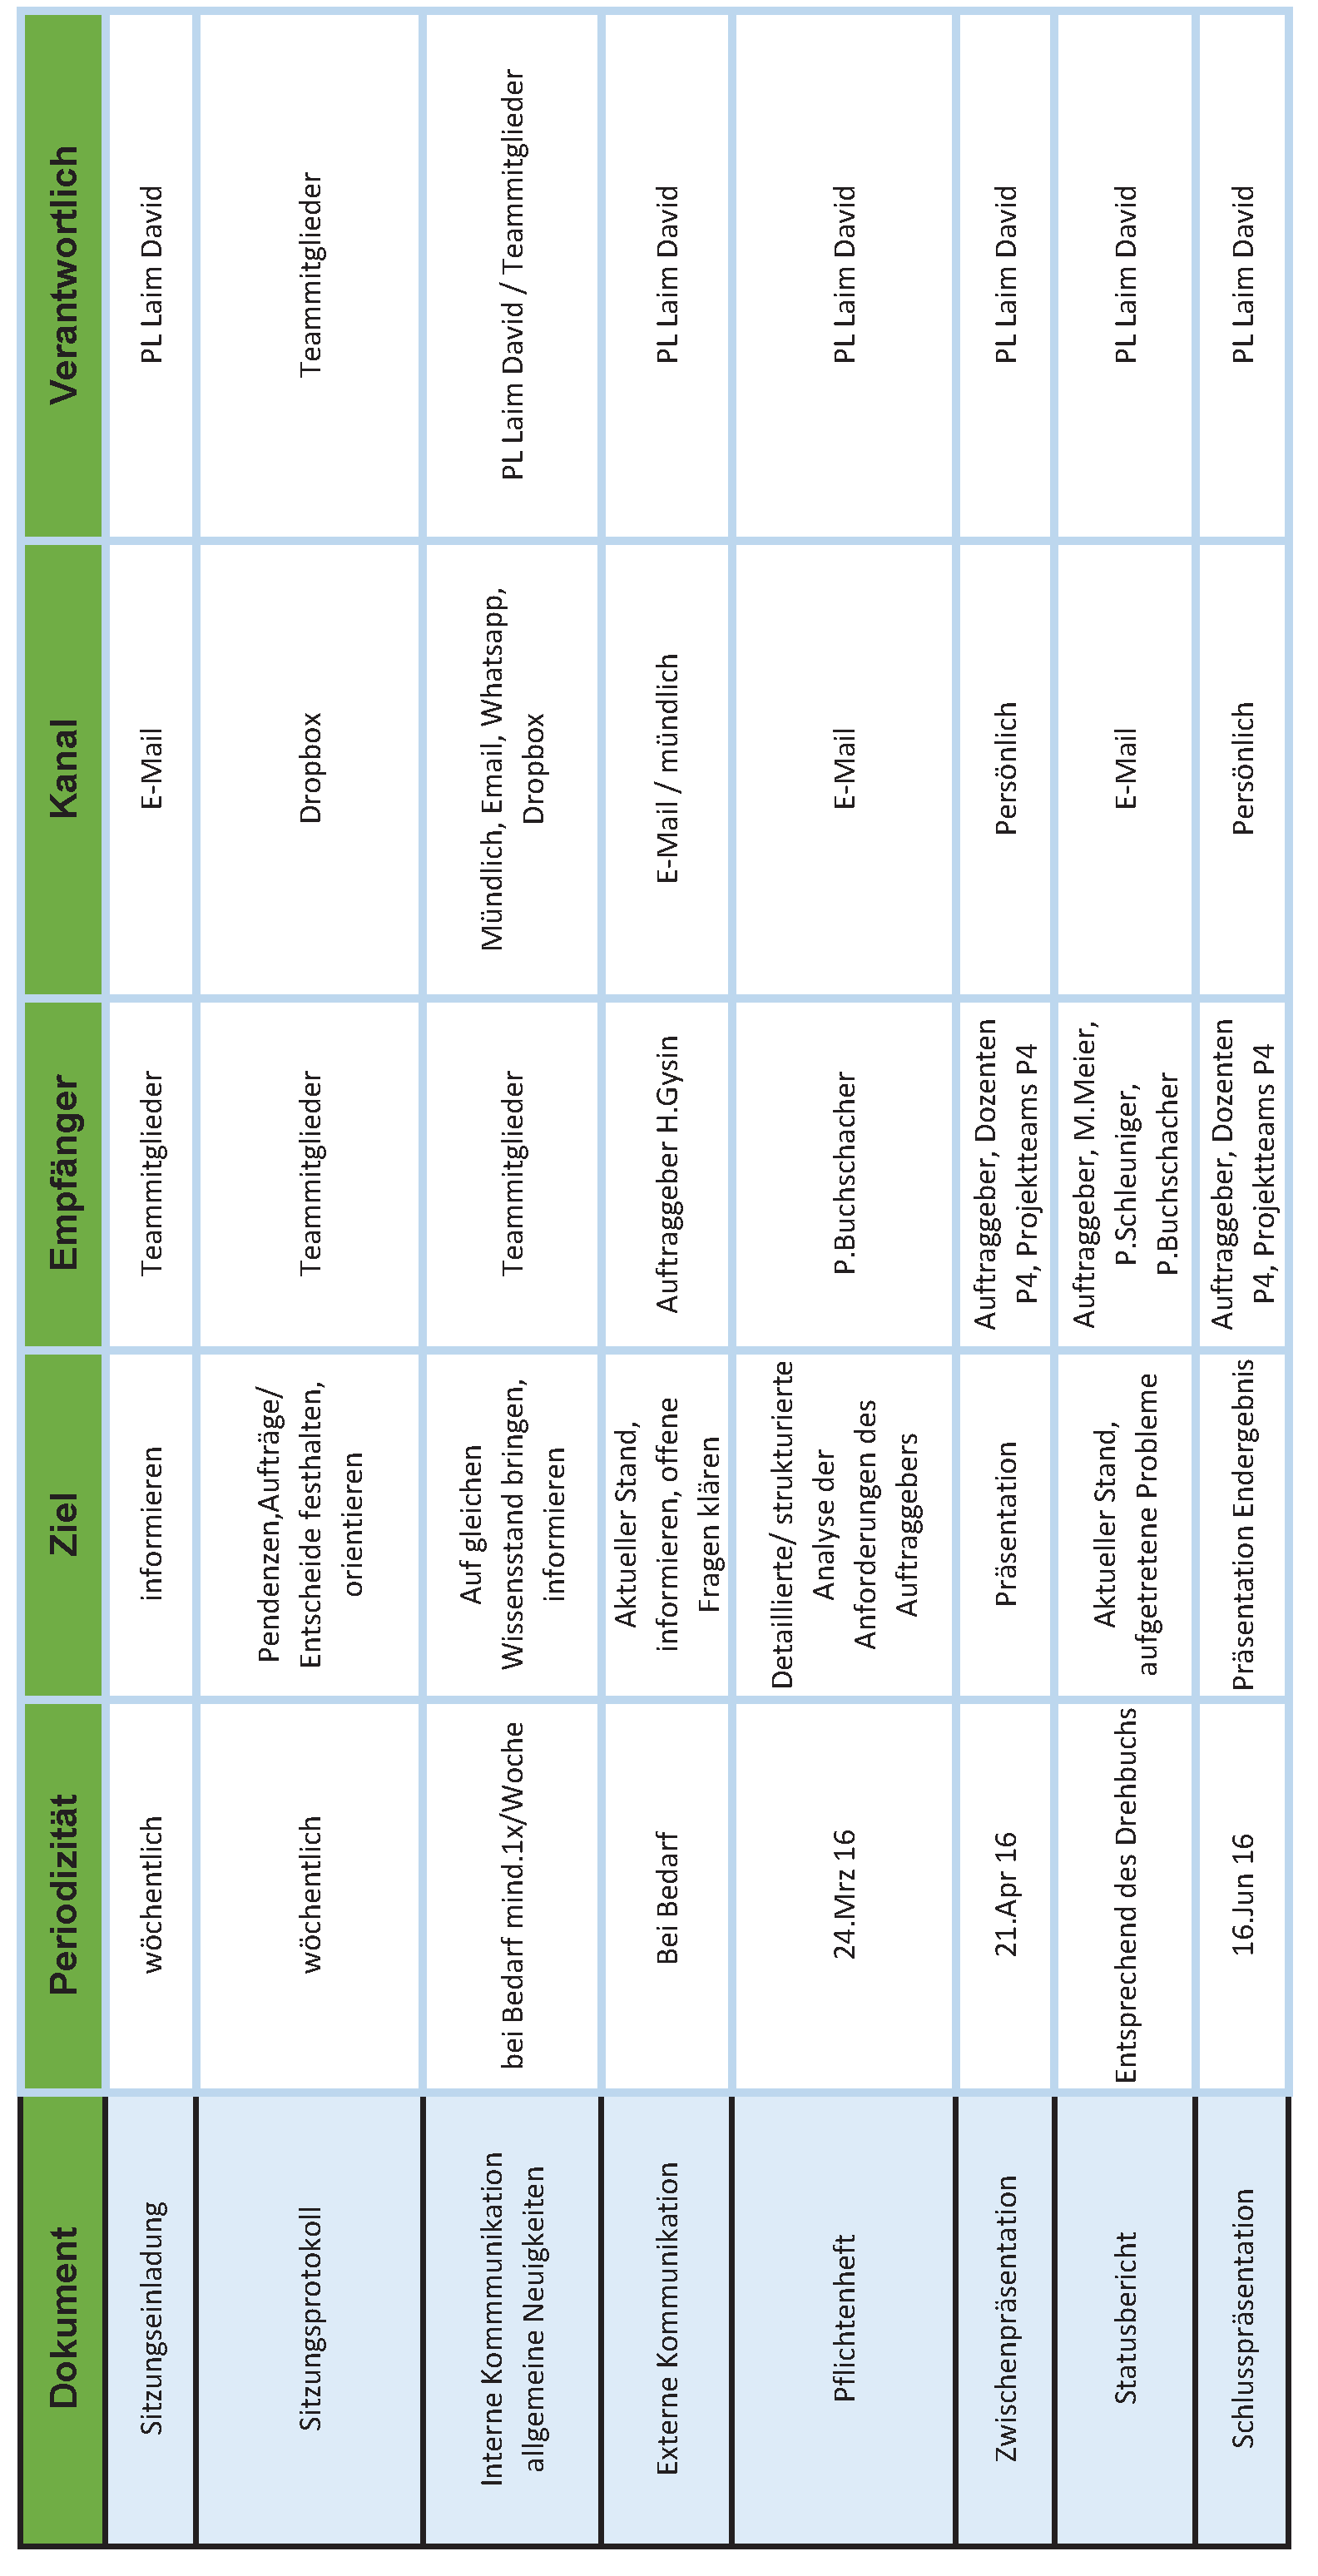 Dokument
Periodizität
Ziel
Empfänger
Kanal
Verantwortlich
Sitzungseinladung
wöchentlich
informieren
Teammitglieder
E-Mail
PL Laim David
Sitzungsprotokoll
wöchentlich
Pendenzen,Aufträge/
Entscheide festhalten,
orientieren
Teammitglieder
Dropbox
Teammitglieder
Interne Kommmunikation
allgemeine Neuigkeiten
bei Bedarf mind.1x/Woche
Auf gleichen
Wissensstand bringen,
informieren
Teammitglieder
Mündlich, Email, Whatsapp,
Dropbox
PL Laim David / Teammitglieder
Externe Kommunikation
Bei Bedarf
Aktueller Stand,
informieren, offene
Fragen klären
Auftraggeber H.Gysin
E-Mail / mündlich
PL Laim David
Pflichtenheft
24.Mrz 16
Detaillierte/ strukturierte
Analyse der
Anforderungen des
Auftraggebers
P.Buchschacher
E-Mail
PL Laim David
Zwischenpräsentation
21.Apr 16
Präsentation
Auftraggeber, Dozenten
P4, Projektteams P4
Persönlich
PL Laim David
Statusbericht
Entsprechend des Drehbuchs
Aktueller Stand,
aufgetretene Probleme
Auftraggeber, M.Meier,
P.Schleuniger,
P.Buchschacher
E-Mail
PL Laim David
Schlusspräsentation
16.Jun 16
Präsentation Endergebnis
Auftraggeber, Dozenten
P4, Projektteams P4
Persönlich
PL Laim David